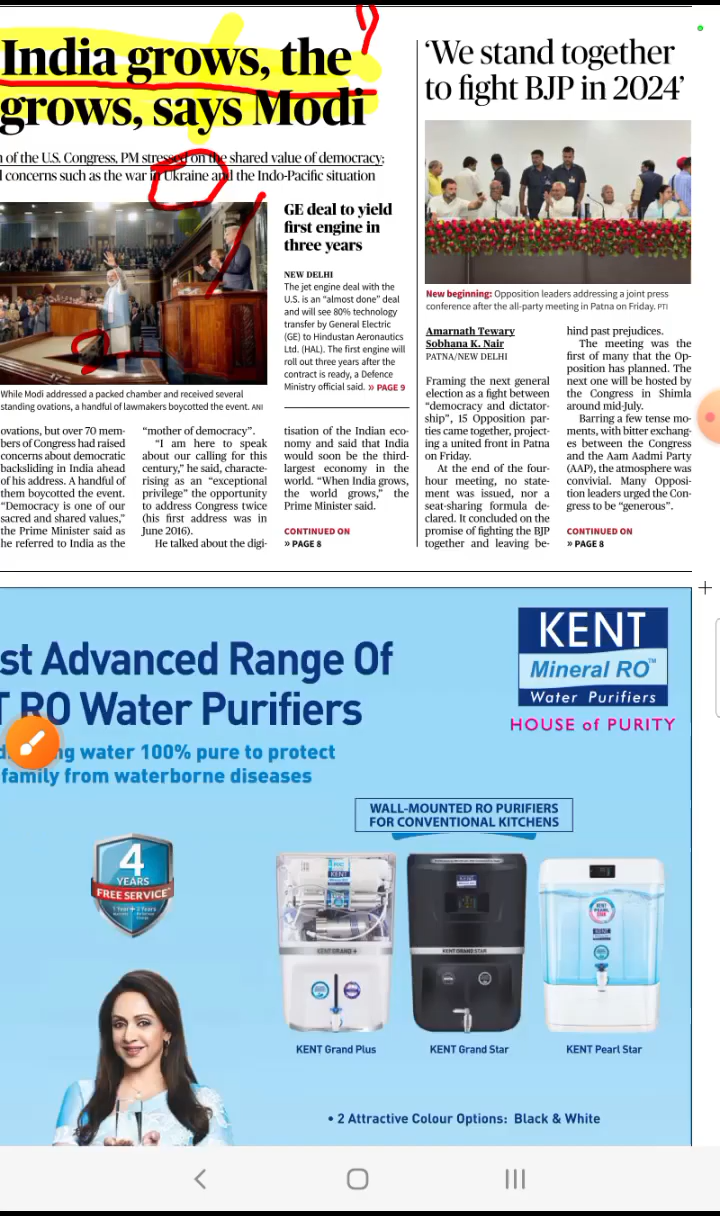 India grows, the
grows, says Modi
n of the U.S. Congress, PM stressed on the shared value of democracy;
l concerns such as the war in Ukraine and the Indo-Pacific situation
While Modi addressed a packed chamber and received several
standing ovations, a handful of lawmakers boycotted the event. ANI
ovations, but over 70 mem-
bers of Congress had raised
concerns about democratic
backsliding in India ahead
of his address. A handful of
them boycotted the event.
“Democracy is one of our
sacred and shared values,”
the Prime Minister said as
he referred to India as the
“mother of democracy”.
“I am here to speak
about our calling for this
century,” he said, characte-
rising as an “exceptional
privilege” the opportunity
to address Congress twice
(his first address was in
June 2016).
He talked about the digi-
GE deal to yield
first engine in
three years
NEW DELHI
The jet engine deal with the
U.S. is an “almost done” deal
and will see 80% technology
transfer by General Electric
(GE) to Hindustan Aeronautics
Ltd. (HAL). The first engine will
roll out three years after the
contract is ready, a Defence
Ministry official said. » PAGE 9
tisation of the Indian eco-
nomy and said that India
would soon be the third-
largest economy in the
world. “When India grows,
the world grows,” the
Prime Minister said.
CONTINUED ON
» PAGE 8
‘We stand together
to fight BJP in 2024’
New beginning: Opposition leaders addressing a joint press
conference after the all-party meeting in Patna on Friday. PTI
Amarnath Tewary
Sobhana K. Nair
PATNA/NEW DELHI
Framing the next general
election as a fight between
“democracy and dictator-
ship”, 15 Opposition par-
ties came together, project-
ing a united front in Patna
on Friday.
At the end of the four-
hour meeting, no state-
ment was issued, nor a
seat-sharing formula de-
clared. It concluded on the
promise of fighting the BJP
together and leaving be-
hind past prejudices.
The meeting was the
first of many that the Op-
position has planned. The
next one will be hosted by
the Congress in Shimla
around mid-July.
Barring a few tense mo-
ments, with bitter exchang-
es between the Congress
and the Aam Aadmi Party
(AAP), the atmosphere was
convivial. Many Opposi-
tion leaders urged the Con-
gress to be “generous”.
CONTINUED ON
» PAGE 8
st Advanced Range Of
T RO Water Purifiers
ng water 100% pure to protect
family from waterborne diseases
KENT
Mineral RO™
Water Purifiers
HOUSE of PURITY
WALL-MOUNTED RO PURIFIERS
FOR CONVENTIONAL KITCHENS
4
YEARS
FREE SERVICE*
KENT GRAND +
KENT GRAND STAR
KENT Grand Plus
KENT Grand Star
KENT Pearl Star
• 2 Attractive Colour Options: Black & White